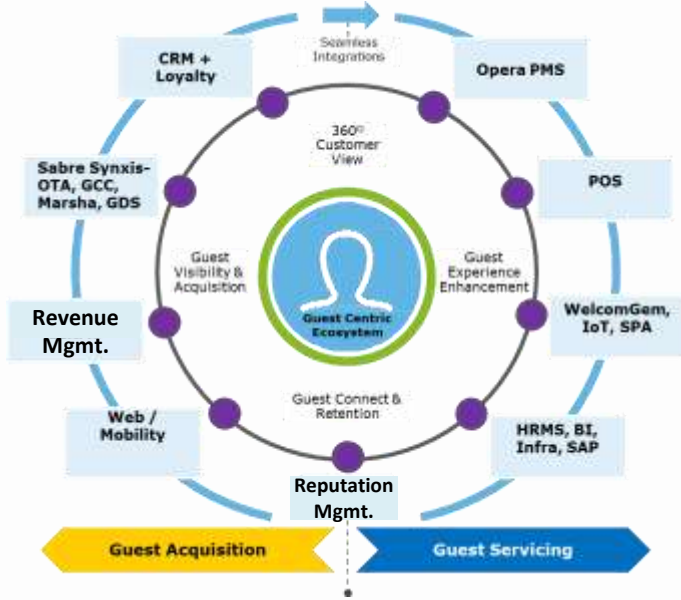 Seamless
Integrations
CRM +
Loyalty
Opera PMS
360º
Customer
View
Sabre Synxis-
OTA, GCC,
Marsha, GDS
POS
Guest
Visibility &
Acquisition
Guest
Experience
Enhancement
Guest Centric
Ecosystem
Revenue
Mgmt.
WelcomGem,
IoT, SPA
Guest Connect &
Retention
Web /
Mobility
HRMS, BI,
Infra, SAP
Reputation
Mgmt.
Guest Acquisition
Guest Servicing